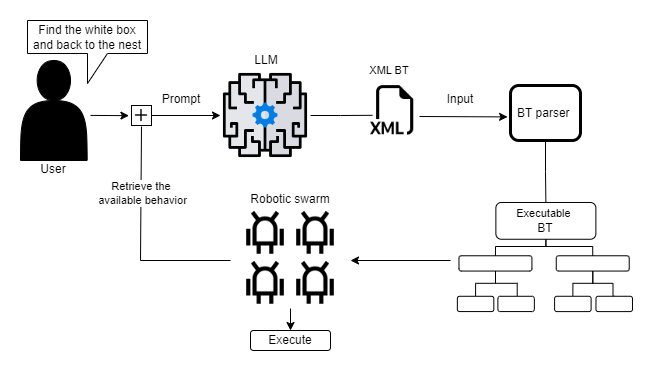 Find the white box
and back to the nest
User
+
Prompt
LLM
XML BT
XML
Input
BT parser
Retrieve the
available behavior
Robotic swarm
Executable
BT
Execute